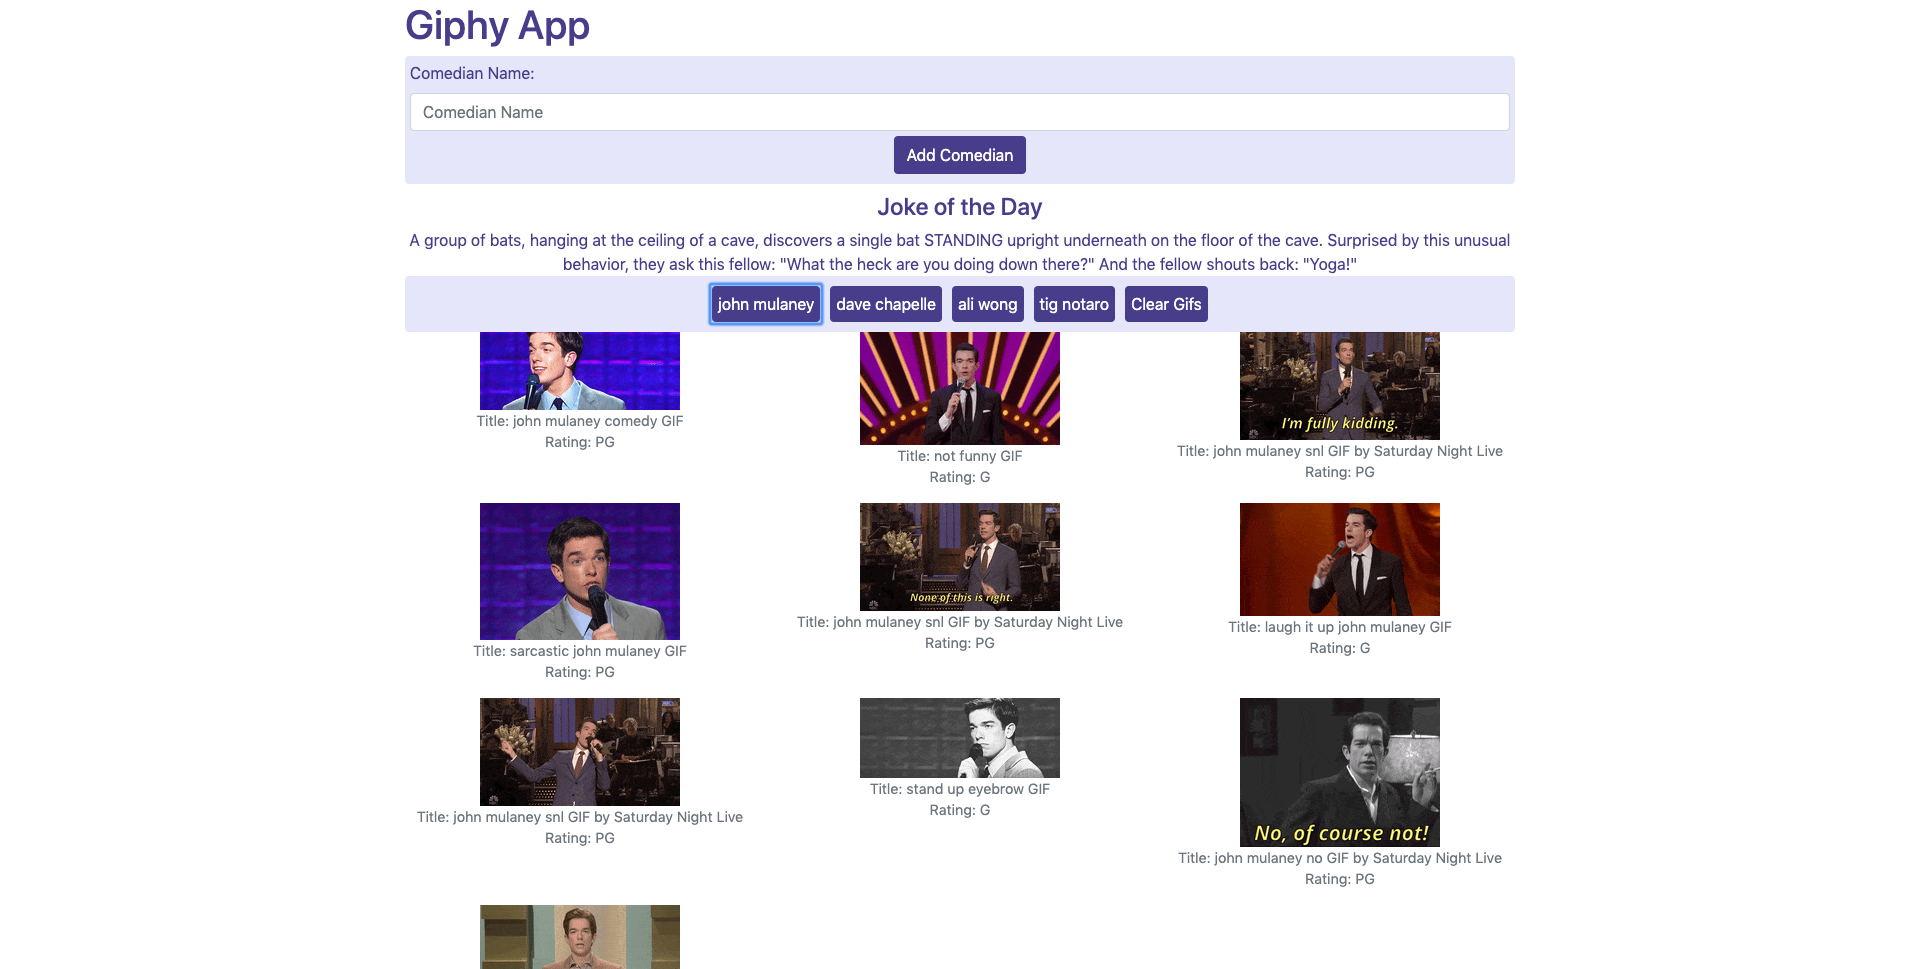 Giphy App
Comedian Name:
Comedian Name
Add Comedian
Joke of the Day
A group of bats, hanging at the ceiling of a cave, discovers a single bat STANDING upright underneath on the floor of the cave. Surprised by this unusual
behavior, they ask this fellow: "What the heck are you doing down there?" And the fellow shouts back: "Yoga!"
john mulaney dave chapelle ali wong tig notaro Clear Gifs
Title: john mulaney comedy GIF
Rating: PG
Title: not funny GIF
Rating: G
I'm fully kidding.
Title: john mulaney snl GIF by Saturday Night Live
Rating: PG
Title: sarcastic john mulaney GIF
Rating: PG
None of this is right.
Title: john mulaney snl GIF by Saturday Night Live
Rating: PG
Title: laugh it up john mulaney GIF
Rating: G
Title: john mulaney snl GIF by Saturday Night Live
Rating: PG
Title: stand up eyebrow GIF
Rating: G
No, of course not!
Title: john mulaney no GIF by Saturday Night Live
Rating: PG